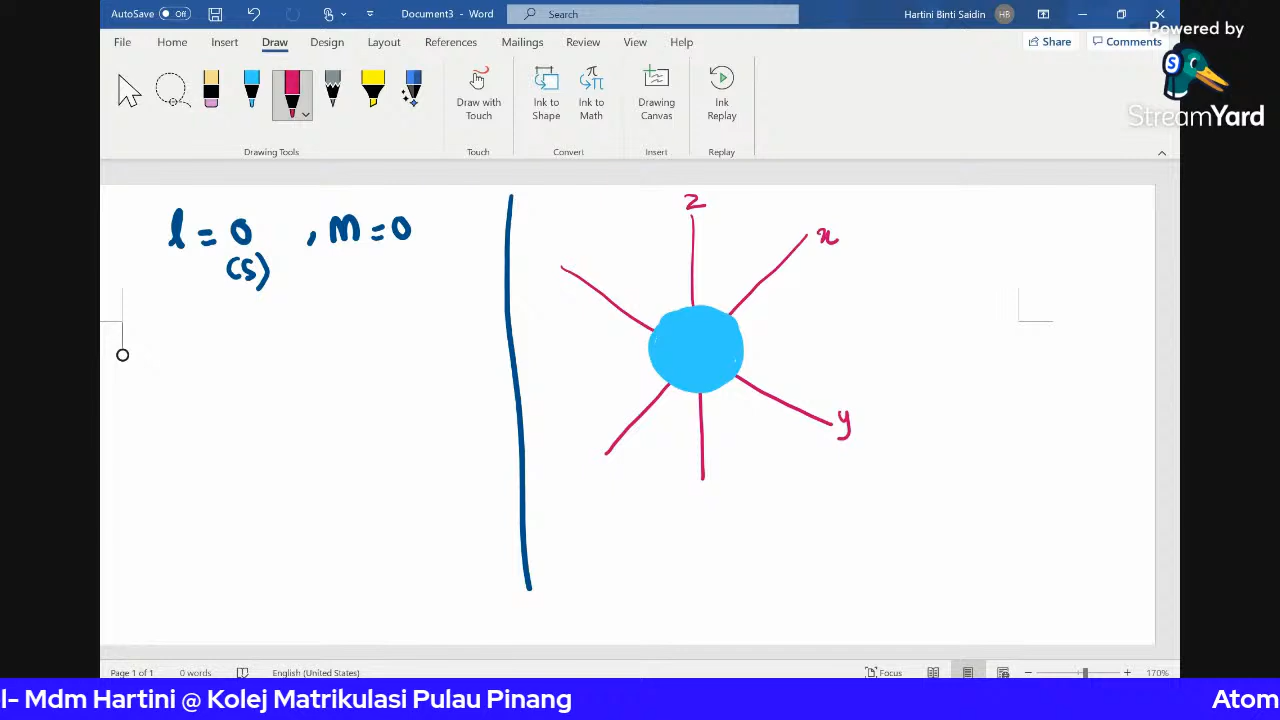 AutoSave Off Document3 - Word Search Hartini Binti Saidin HB
Powered by
StreamYard
File Home Insert Draw Design Layout References Mailings Review View Help Share Comments
Draw with Touch
Ink to Shape
Ink to Math
Drawing Canvas
Ink Replay
Drawing Tools Touch Convert Insert Replay
l = 0 , m = 0
(s)
z
x
y
Page 1 of 1 0 words English (United States) Focus 170%
l- Mdm Hartini @ Kolej Matrikulasi Pulau Pinang Atom